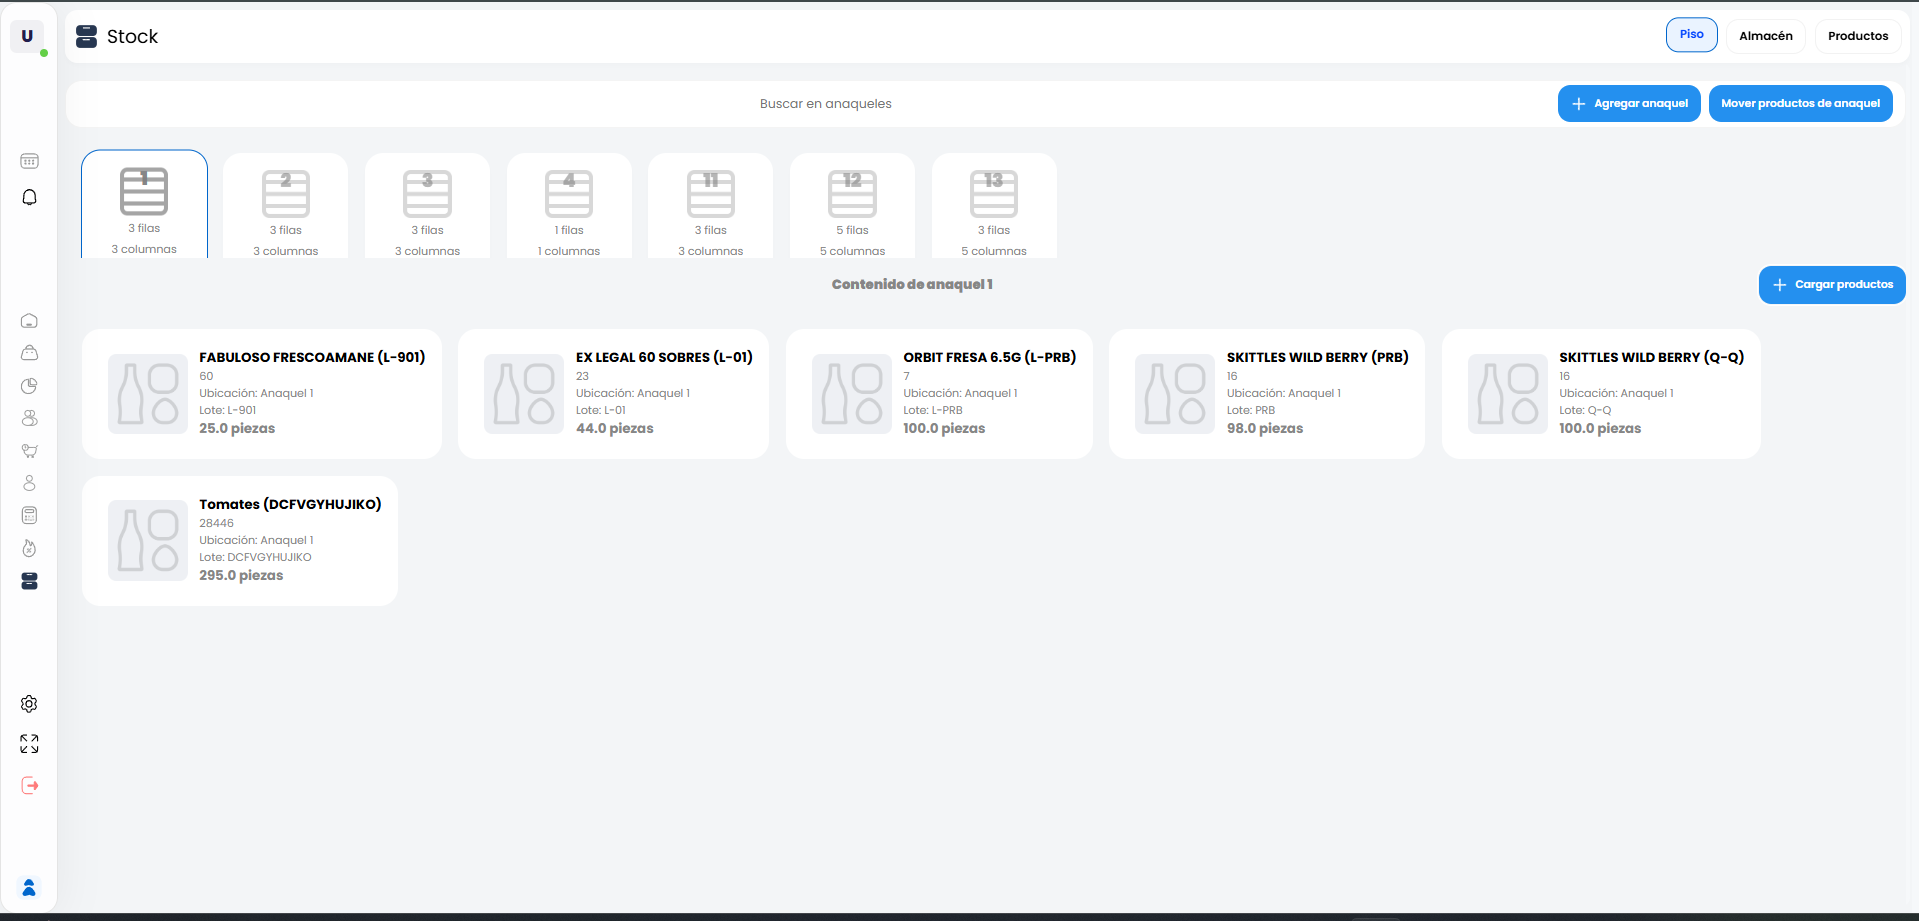 U
Stock
Piso
Almacén
Productos
Buscar en anaqueles
Agregar anaquel
Mover productos de anaquel
1
3 filas
3 columnas
2
3 filas
3 columnas
3
3 filas
3 columnas
4
1 filas
1 columnas
11
3 filas
3 columnas
12
5 filas
5 columnas
13
3 filas
5 columnas
Contenido de anaquel 1
Cargar productos
FABULOSO FRESCOAMANE (L-901)
60
Ubicación: Anaquel 1
Lote: L-901
25.0 piezas
EX LEGAL 60 SOBRES (L-01)
23
Ubicación: Anaquel 1
Lote: L-01
44.0 piezas
ORBIT FRESA 6.5G (L-PRB)
7
Ubicación: Anaquel 1
Lote: L-PRB
100.0 piezas
SKITTLES WILD BERRY (PRB)
16
Ubicación: Anaquel 1
Lote: PRB
98.0 piezas
SKITTLES WILD BERRY (Q-Q)
16
Ubicación: Anaquel 1
Lote: Q-Q
100.0 piezas
Tomates (DCFVGYHUJIKO)
28446
Ubicación: Anaquel 1
Lote: DCFVGYHUJIKO
295.0 piezas